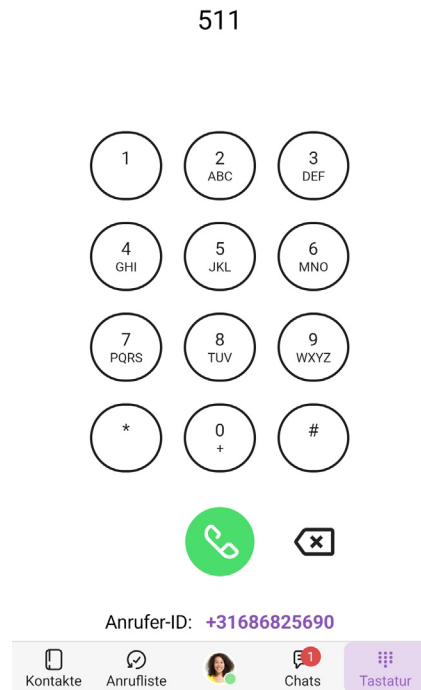 511
1 2 3
ABC DEF
4 5 6
GHI JKL MNO
7 8 9
PQRS TUV WXYZ
* 0 #
+
Anrufer-ID: +31686825690
1
Kontakte Anrufliste Chats Tastatur